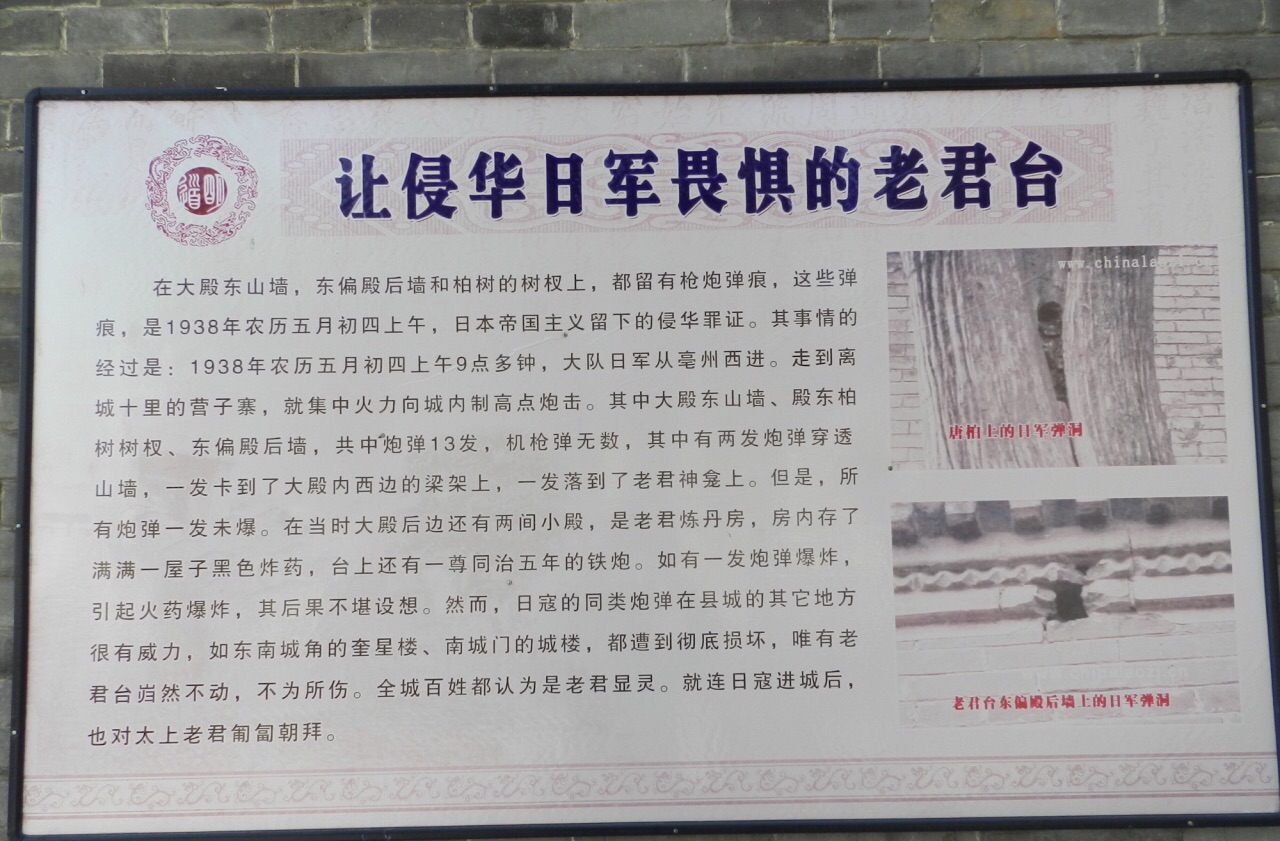 让侵华日军畏惧的老君台
在大殿东山墙，东偏殿后墙和柏树的树杈上，都留有枪炮弹痕，这些弹
痕，是1938年农历五月初四上午，日本帝国主义留下的侵华罪证。其事情的
经过是：1938年农历五月初四上午9点多钟，大队日军从亳州西进。走到离
城十里的营子寨，就集中火力向城内制高点炮击。其中大殿东山墙、殿东柏
树树杈、东偏殿后墙，共中炮弹13发，机枪弹无数，其中有两发炮弹穿透
山墙，一发卡到了大殿内西边的梁架上，一发落到了老君神龛上。但是，所
有炮弹一发未爆。在当时大殿后边还有两间小殿，是老君炼丹房，房内存了
满满一屋子黑色炸药，台上还有一尊同治五年的铁炮。如有一发炮弹爆炸，
引起火药爆炸，其后果不堪设想。然而，日寇的同类炮弹在县城的其它地方
很有威力，如东南城角的奎星楼、南城门的城楼，都遭到彻底损坏，唯有老
君台岿然不动，不为所伤。全城百姓都认为是老君显灵。就连日寇进城后，
也对太上老君匍匐朝拜。
唐柏上的日军弹洞
老君台东偏殿后墙上的日军弹洞